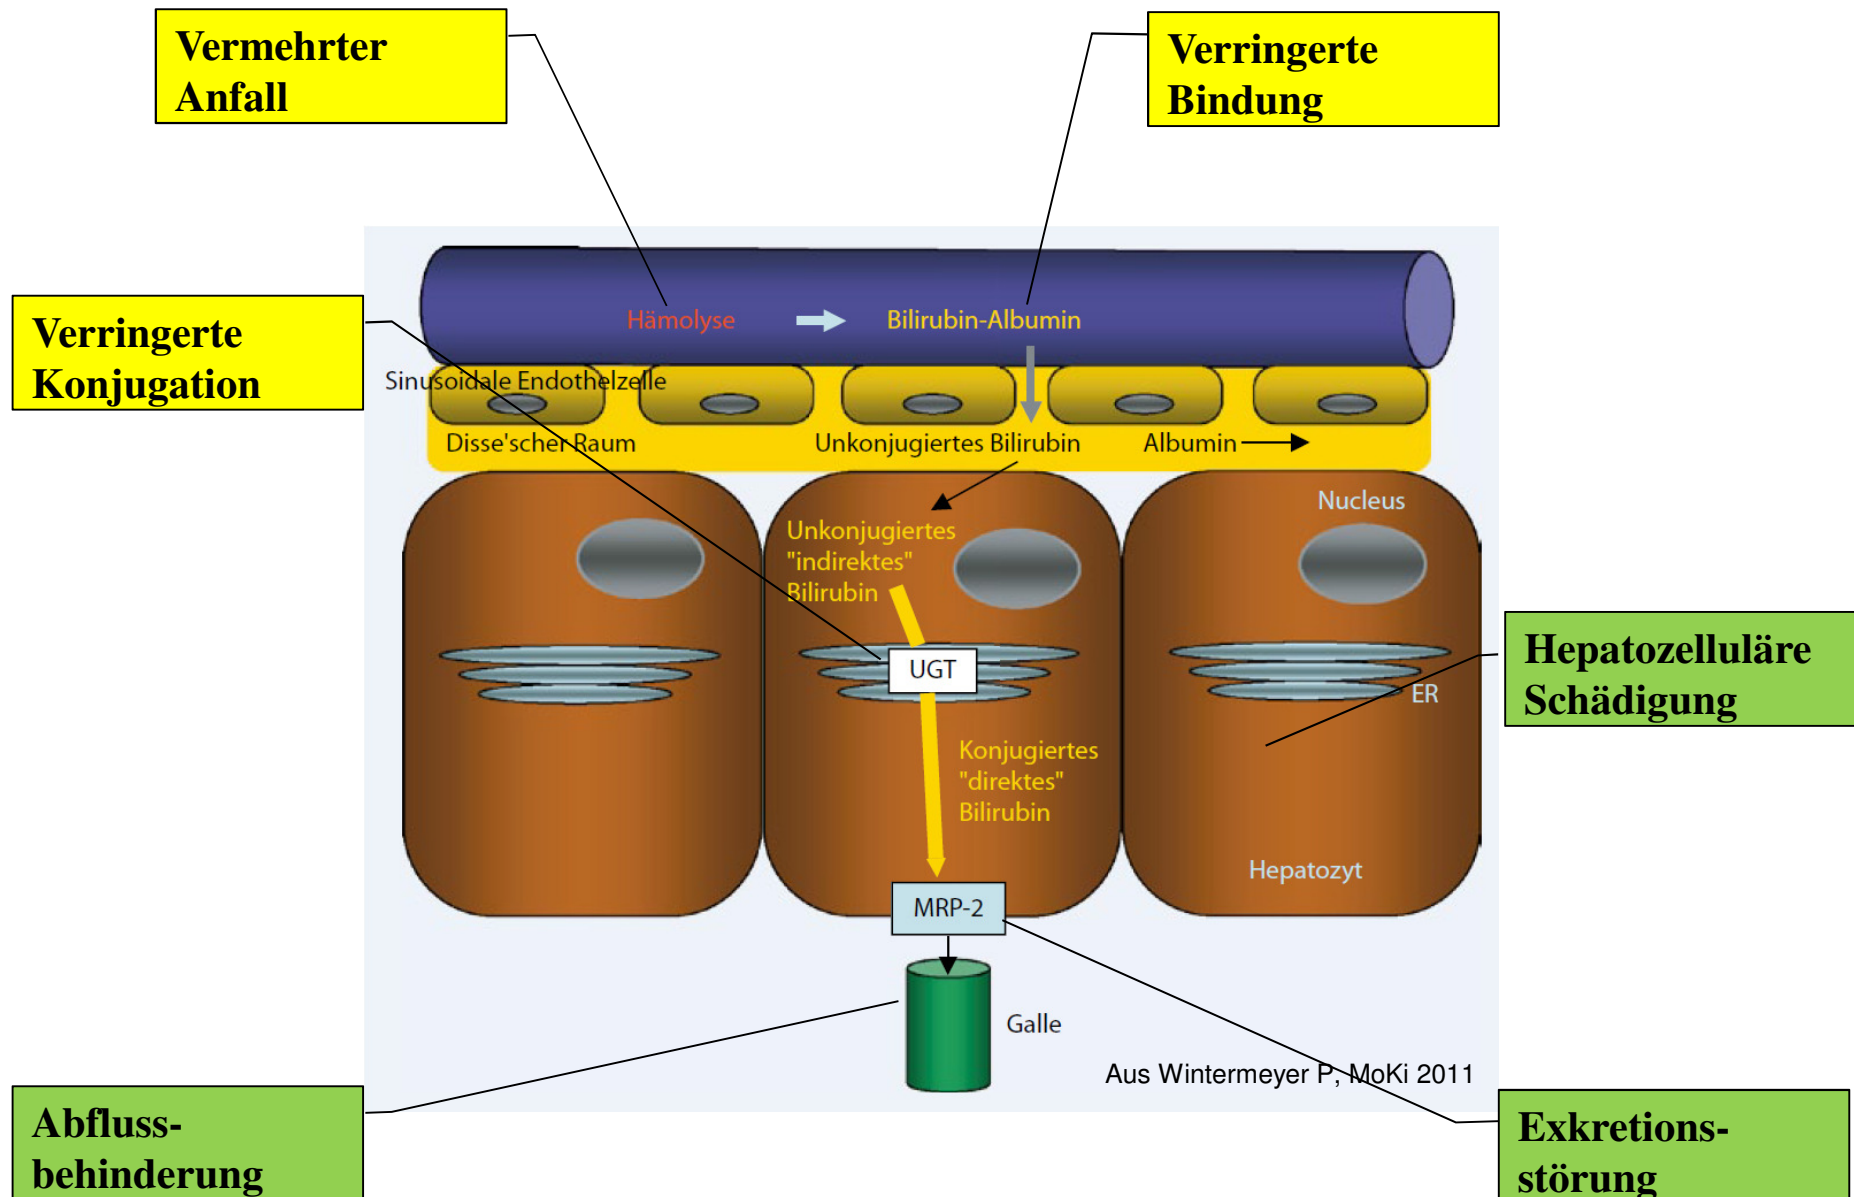 Vermehrter
Anfall
Verringerte
Bindung
Verringerte
Konjugation
Hämolyse
Bilirubin-Albumin
Sinusoidale Endothelzelle
Disse'scher Raum
Unkonjugiertes Bilirubin
Albumin
Nucleus
Unkonjugiertes
"indirektes"
Bilirubin
UGT
ER
Hepatozelluläre
Schädigung
Konjugiertes
"direktes"
Bilirubin
Hepatozyt
MRP-2
Galle
Aus Wintermeyer P, MoKi 2011
Abfluss-
behinderung
Exkretions-
störung